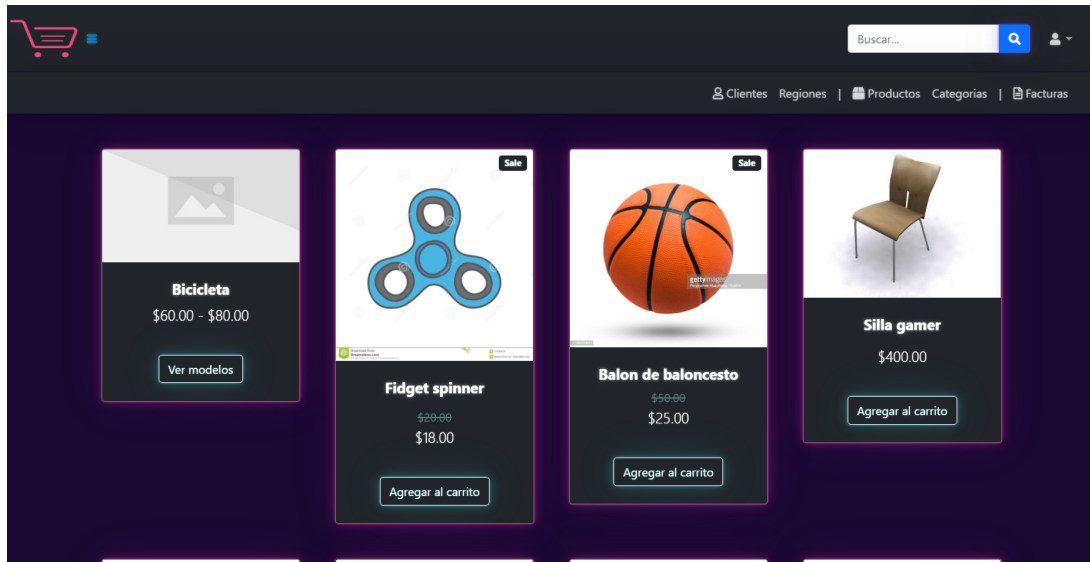 Buscar...
Clientes Regiones | Productos Categorias | Facturas
Bicicleta
$60.00 - $80.00
Ver modelos
Sale
Fidget spinner
$20.00
$18.00
Agregar al carrito
Sale
gettyimages
Balon de baloncesto
$50.00
$25.00
Agregar al carrito
Silla gamer
$400.00
Agregar al carrito